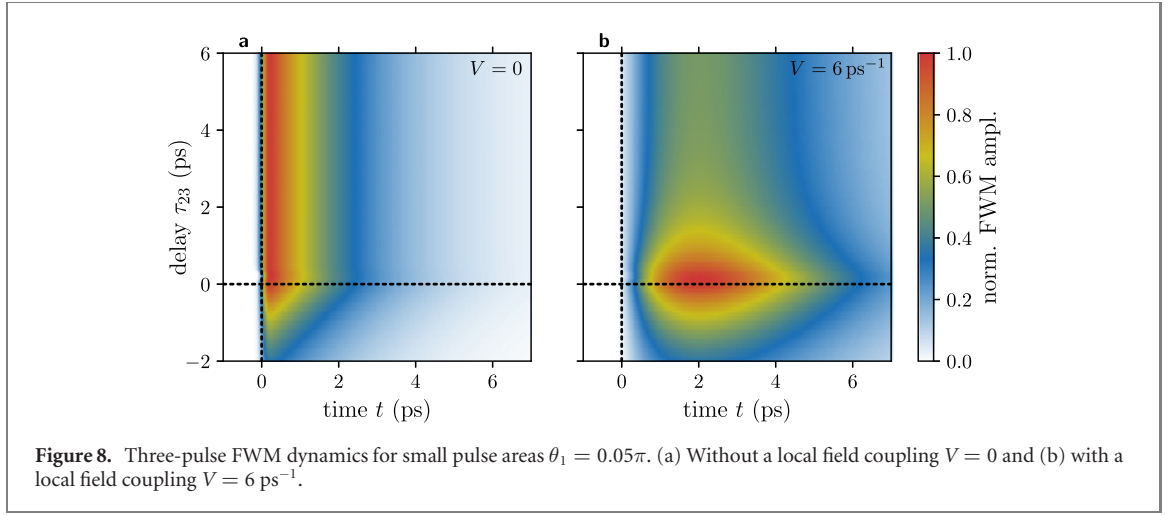 a
b
V = 0
V = 6 ps⁻¹
6
4
2
0
−2
delay τ₂₃ (ps)
0 2 4 6
time t (ps)
0 2 4 6
time t (ps)
1.0
0.8
0.6
0.4
0.2
0.0
norm. FWM ampl.
Figure 8. Three-pulse FWM dynamics for small pulse areas θ₁ = 0.05π. (a) Without a local field coupling V = 0 and (b) with a
local field coupling V = 6 ps⁻¹.